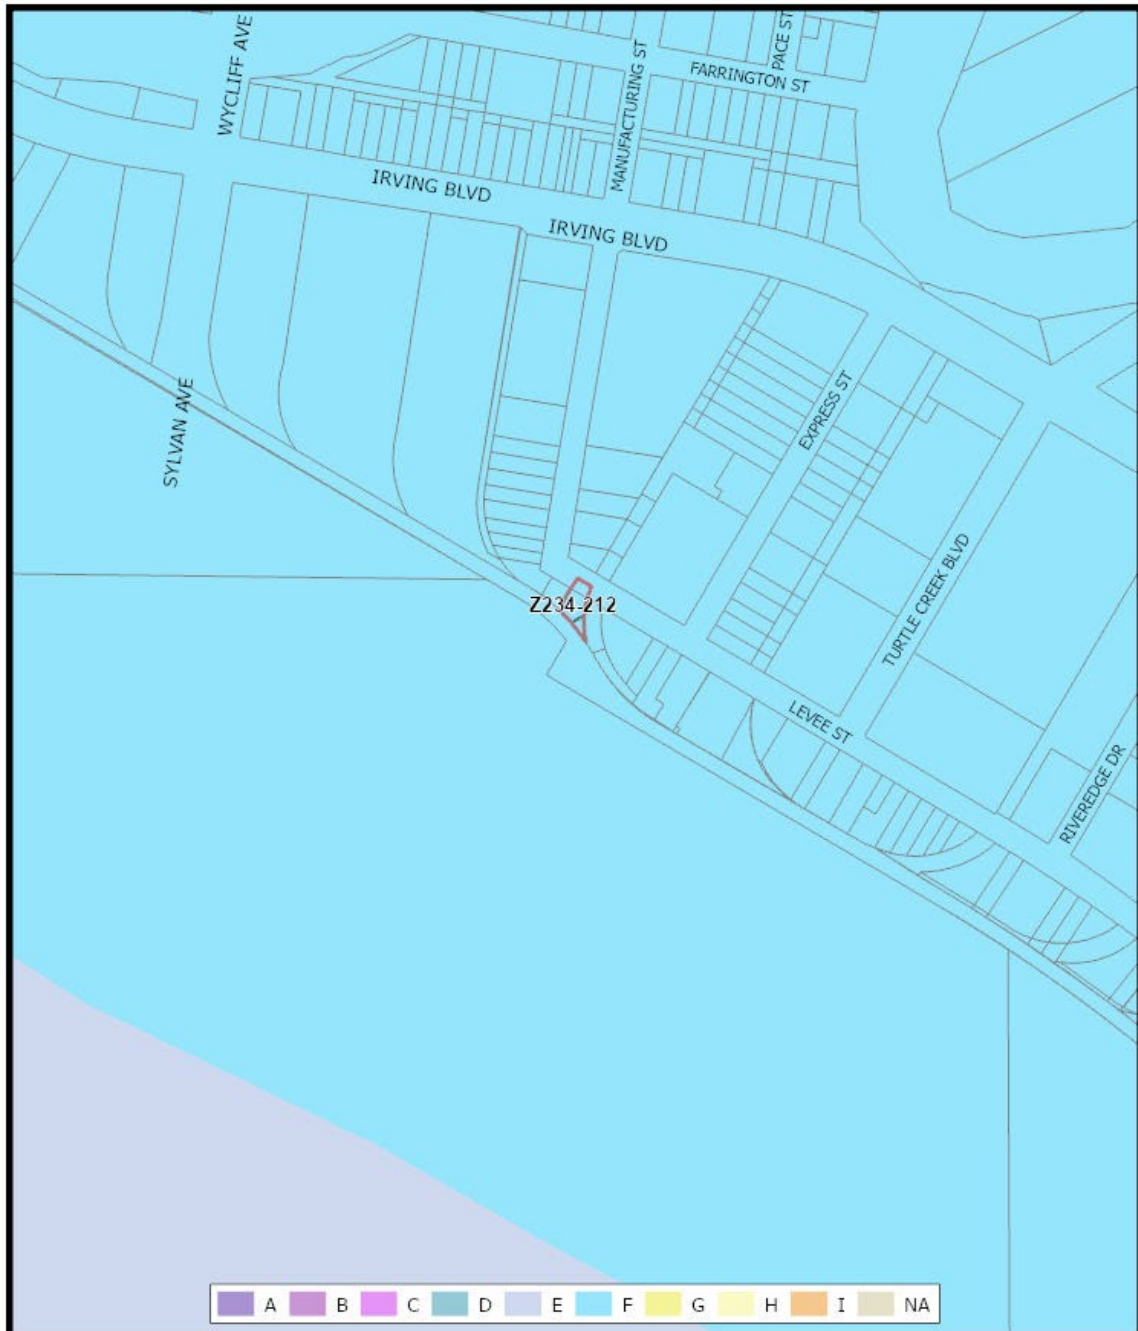 WYCLIFF AVE
MANUFACTURING ST
PACE ST
FARRINGTON ST
IRVING BLVD
IRVING BLVD
SYLVAN AVE
EXPRESS ST
Z234-212
TURTLE CREEK BLVD
LEVEE ST
RIVEREDGE DR
A B C D E F G H I NA